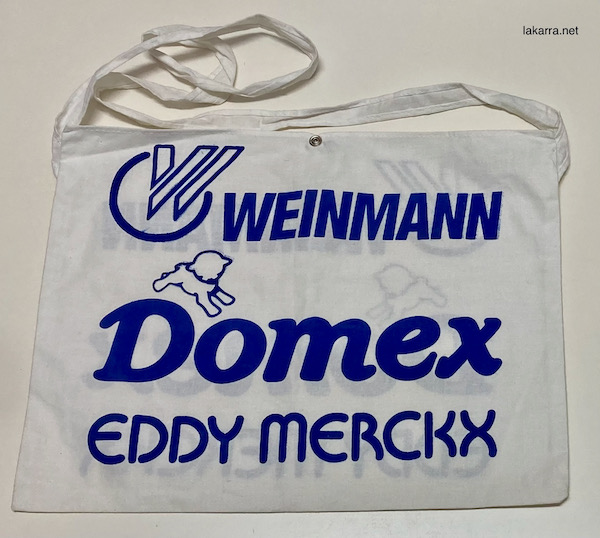 lakarra.net
WEINMANN
Domex
EDDY MERCKX